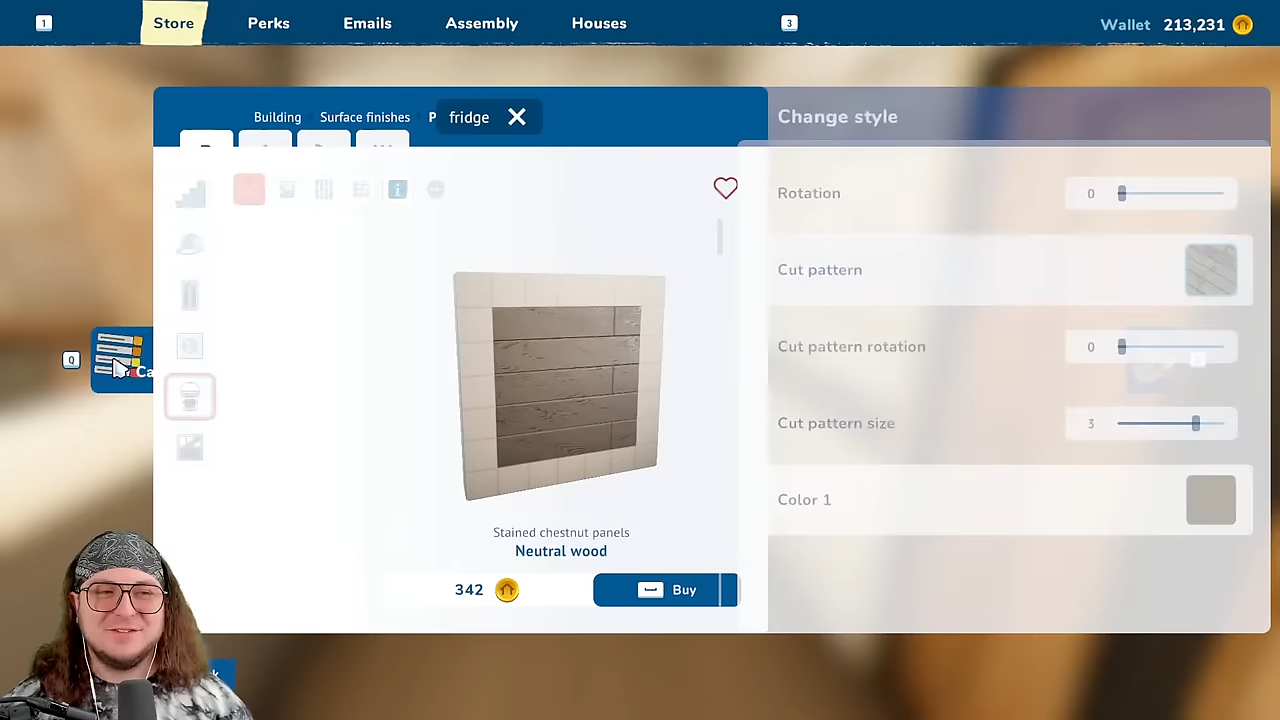 1 Store Perks Emails Assembly Houses 3 Wallet 213,231
Building Surface finishes P fridge Change style
Rotation 0
Cut pattern
Cut pattern rotation 0
Q Ca
Cut pattern size 3
Color 1
Stained chestnut panels
Neutral wood
342 Buy
k